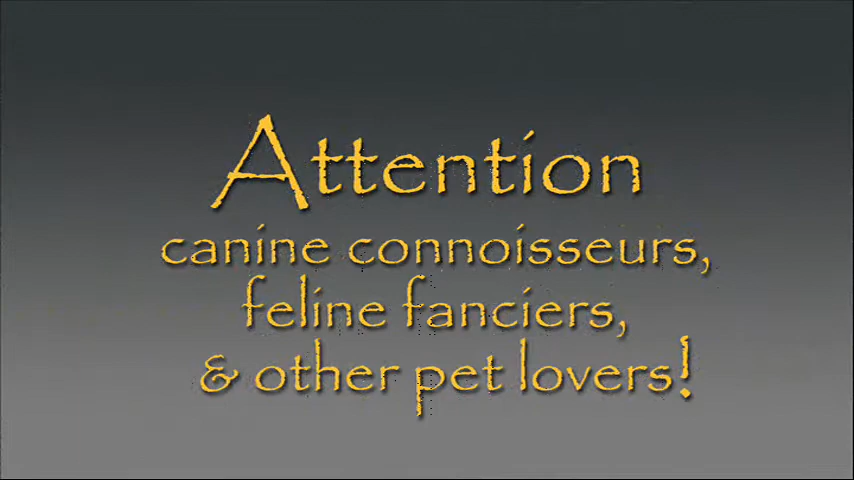 Attention
canine connoisseurs,
feline fanciers,
& other pet lovers!